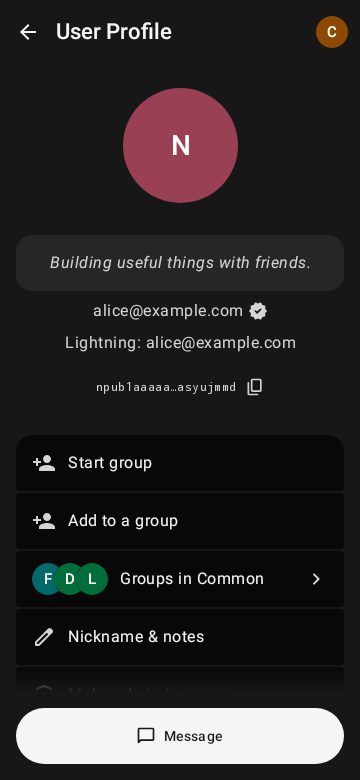 User Profile
C
N
Building useful things with friends.
alice@example.com
Lightning: alice@example.com
npub1aaaaa…asyujmmd
Start group
Add to a group
F D L Groups in Common
Nickname & notes
Message